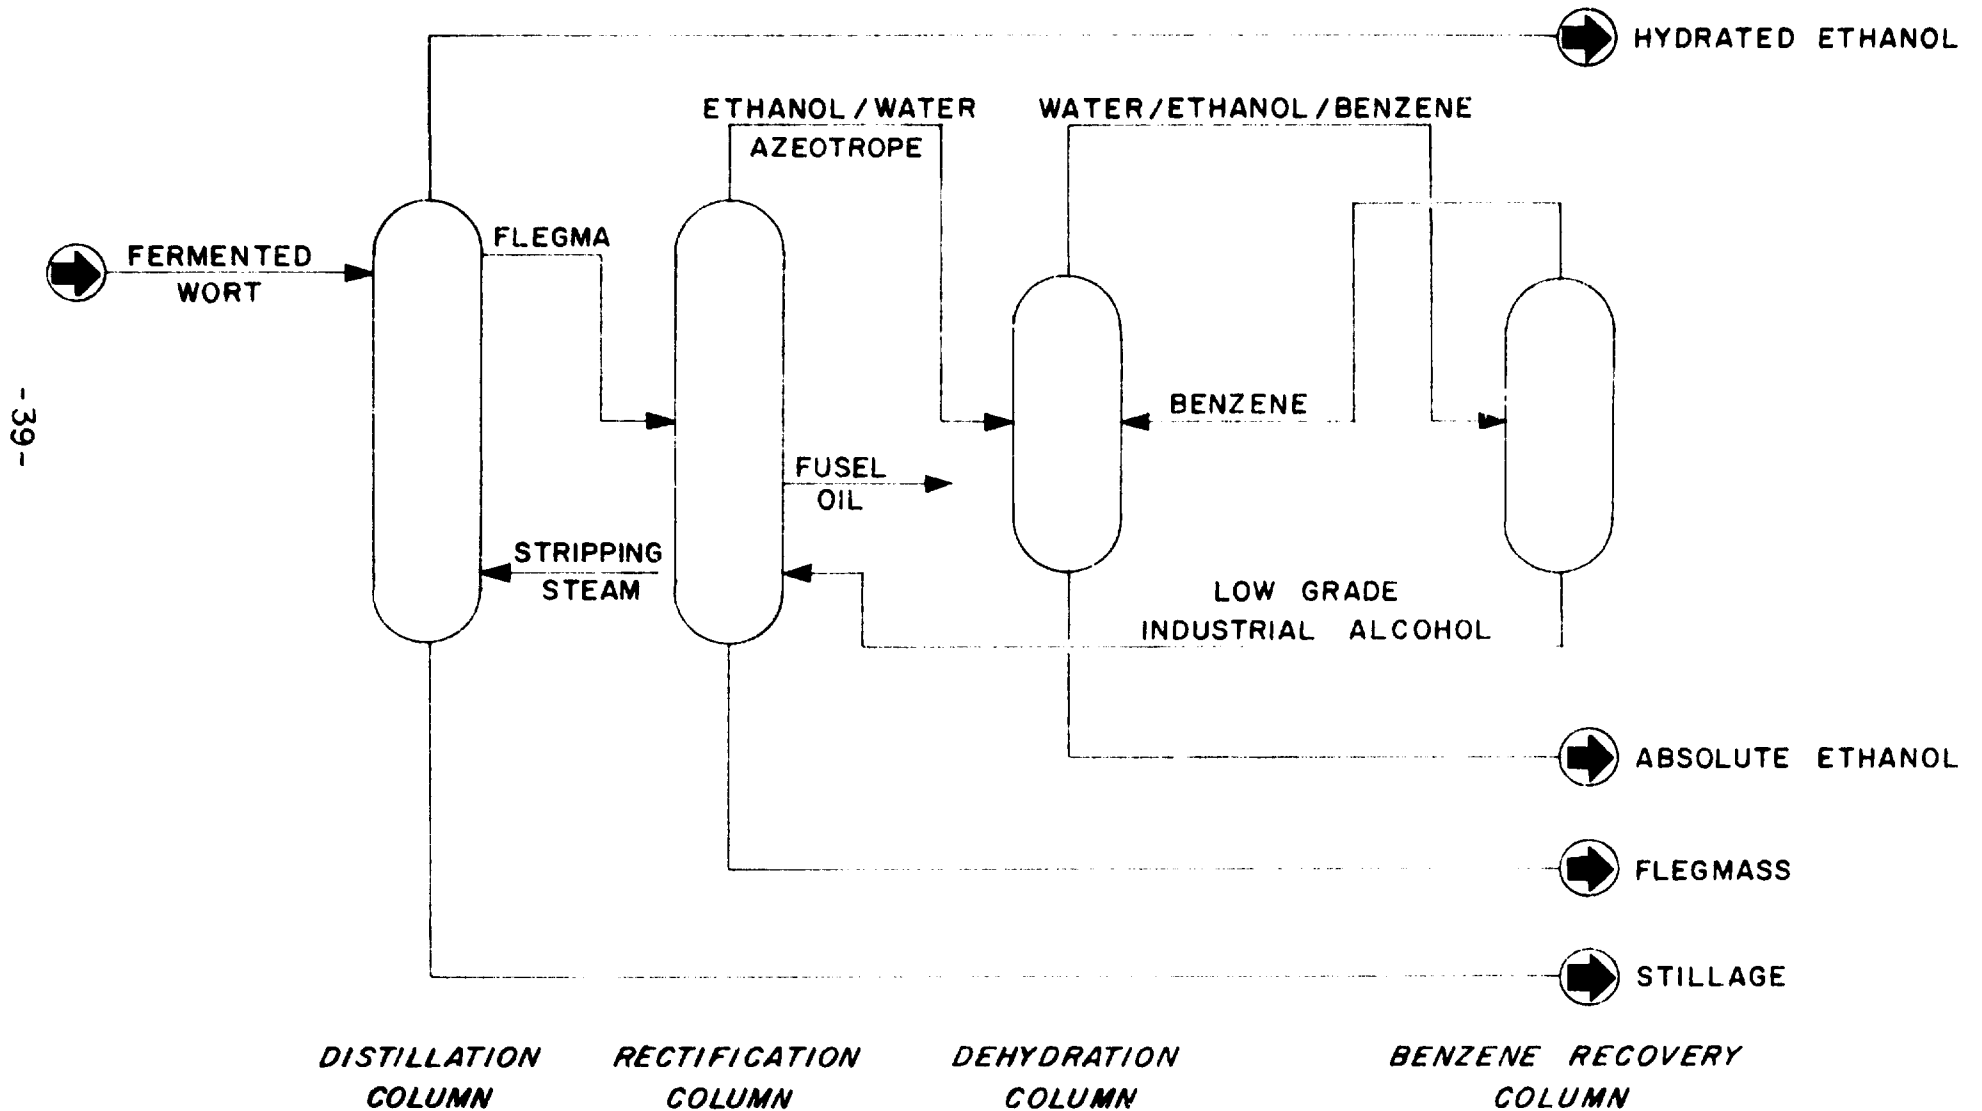 HYDRATED ETHANOL
ETHANOL/WATER
AZEOTROPE
WATER/ETHANOL/BENZENE
FERMENTED
WORT
FLEGMA
BENZENE
-39-
FUSEL
OIL
STRIPPING
STEAM
LOW GRADE
INDUSTRIAL ALCOHOL
ABSOLUTE ETHANOL
FLEGMASS
STILLAGE
DISTILLATION
COLUMN
RECTIFICATION
COLUMN
DEHYDRATION
COLUMN
BENZENE RECOVERY
COLUMN